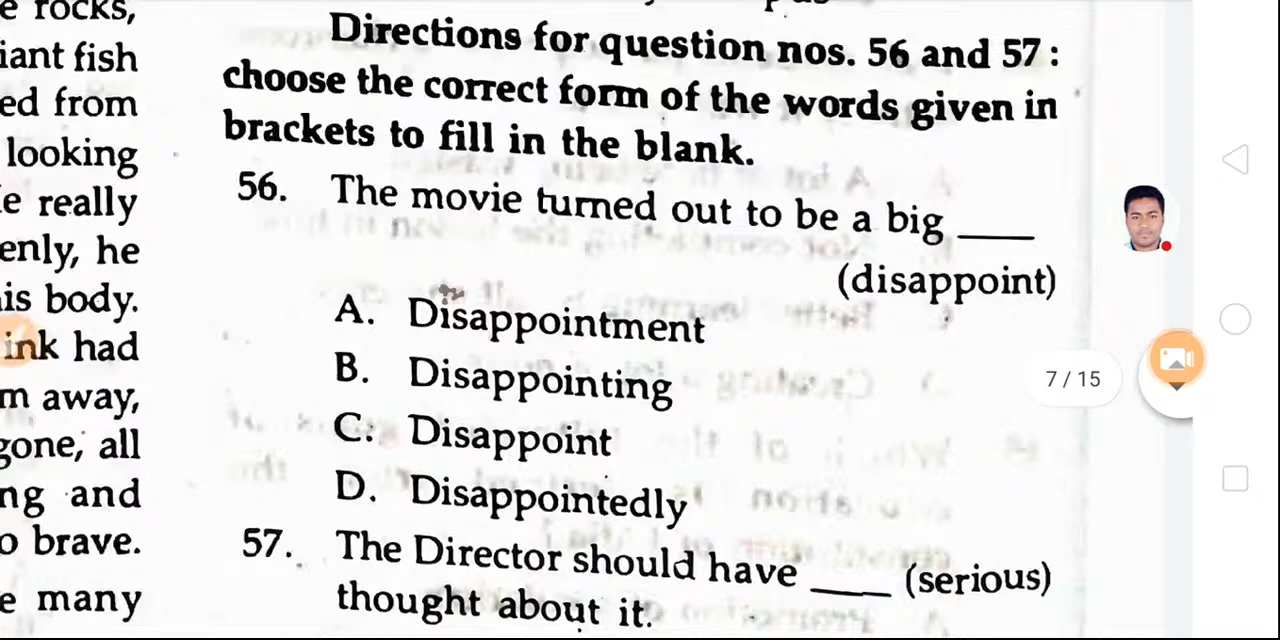 e rocks,
iant fish
ed from
looking
e really
enly, he
is body.
ink had
m away,
gone, all
ng and
o brave.
e many
Directions for question nos. 56 and 57 :
choose the correct form of the words given in
brackets to fill in the blank.
56. The movie turned out to be a big ____
(disappoint)
A. Disappointment
B. Disappointing
C. Disappoint
D. Disappointedly
57. The Director should have ____ (serious)
thought about it.
7 / 15